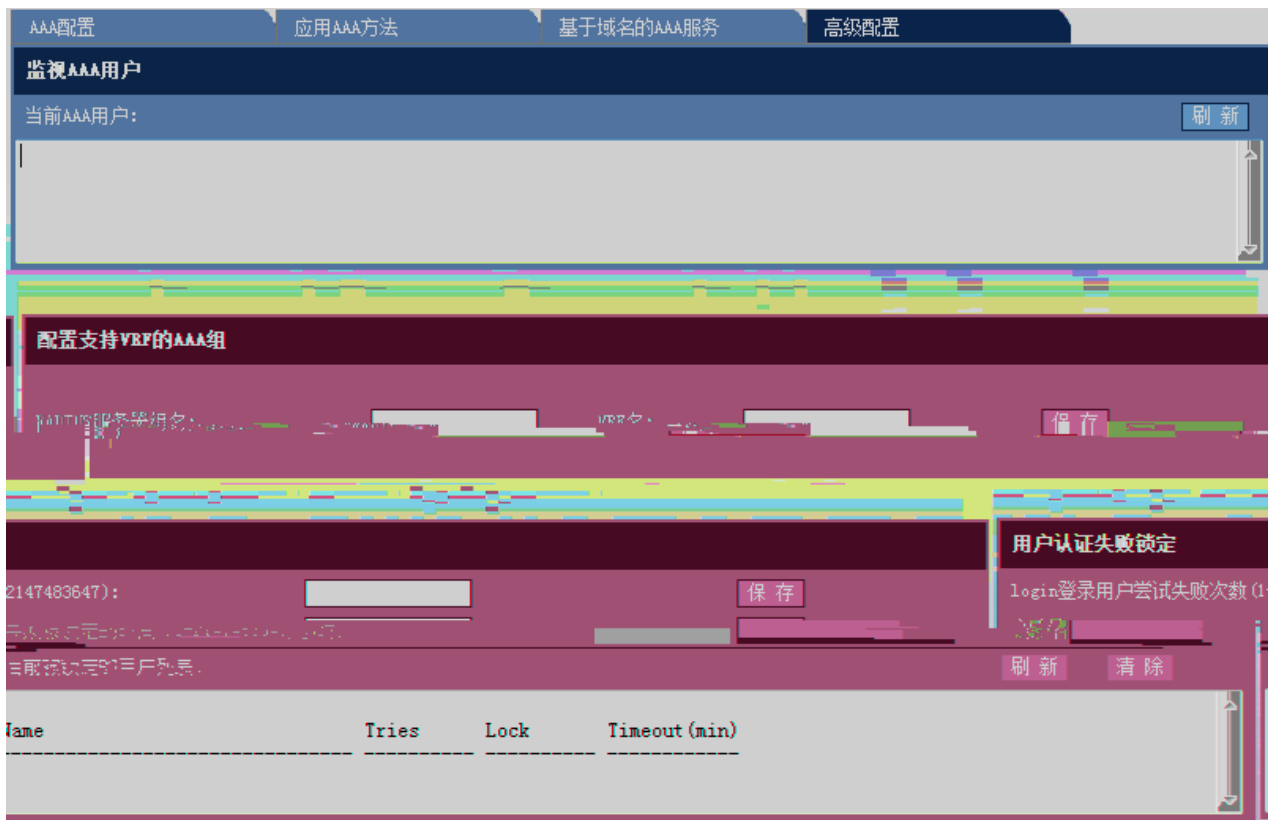 AAA配置 应用AAA方法 基于域名的AAA服务 高级配置
监视AAA用户
当前AAA用户: 刷 新
配置支持VRF的AAA组
服务器组名: VRF名: 保 存
用户认证失败锁定
2147483647): 保 存 login登录用户尝试失败次数(1
刷 新 清 除
Name Tries Lock Timeout(min)